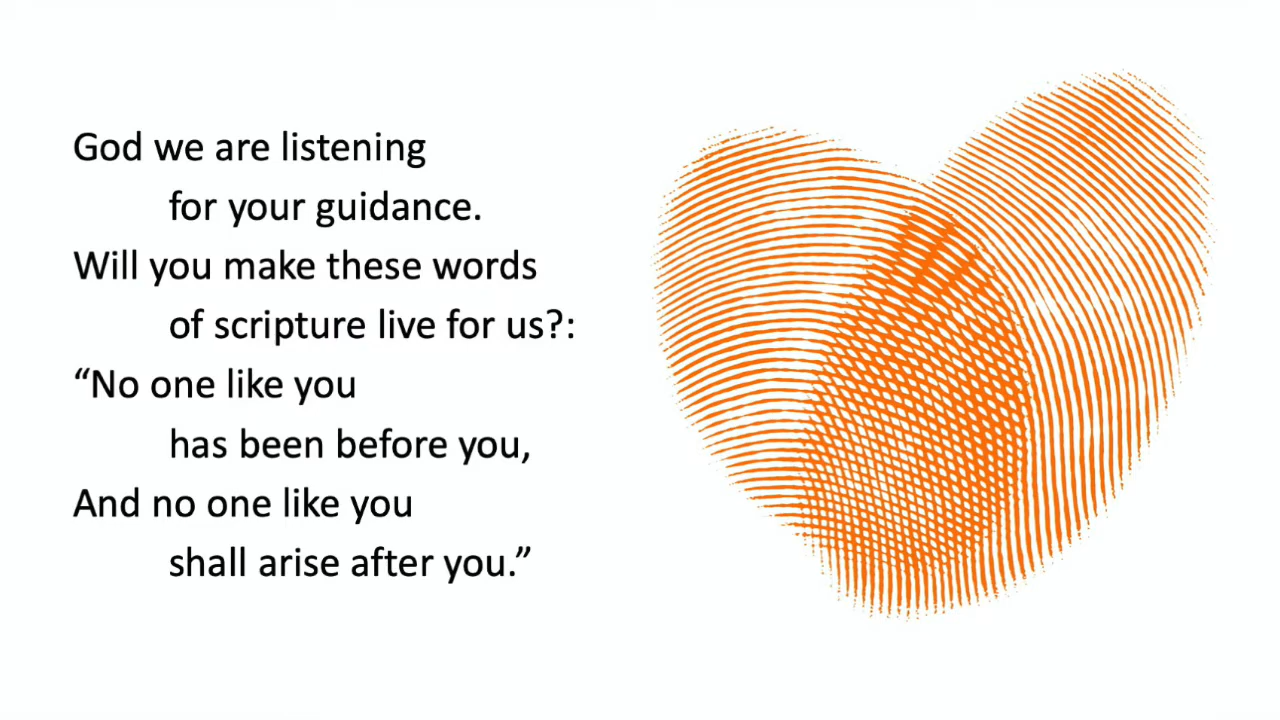 God we are listening
for your guidance.
Will you make these words
of scripture live for us?:
“No one like you
has been before you,
And no one like you
shall arise after you.”